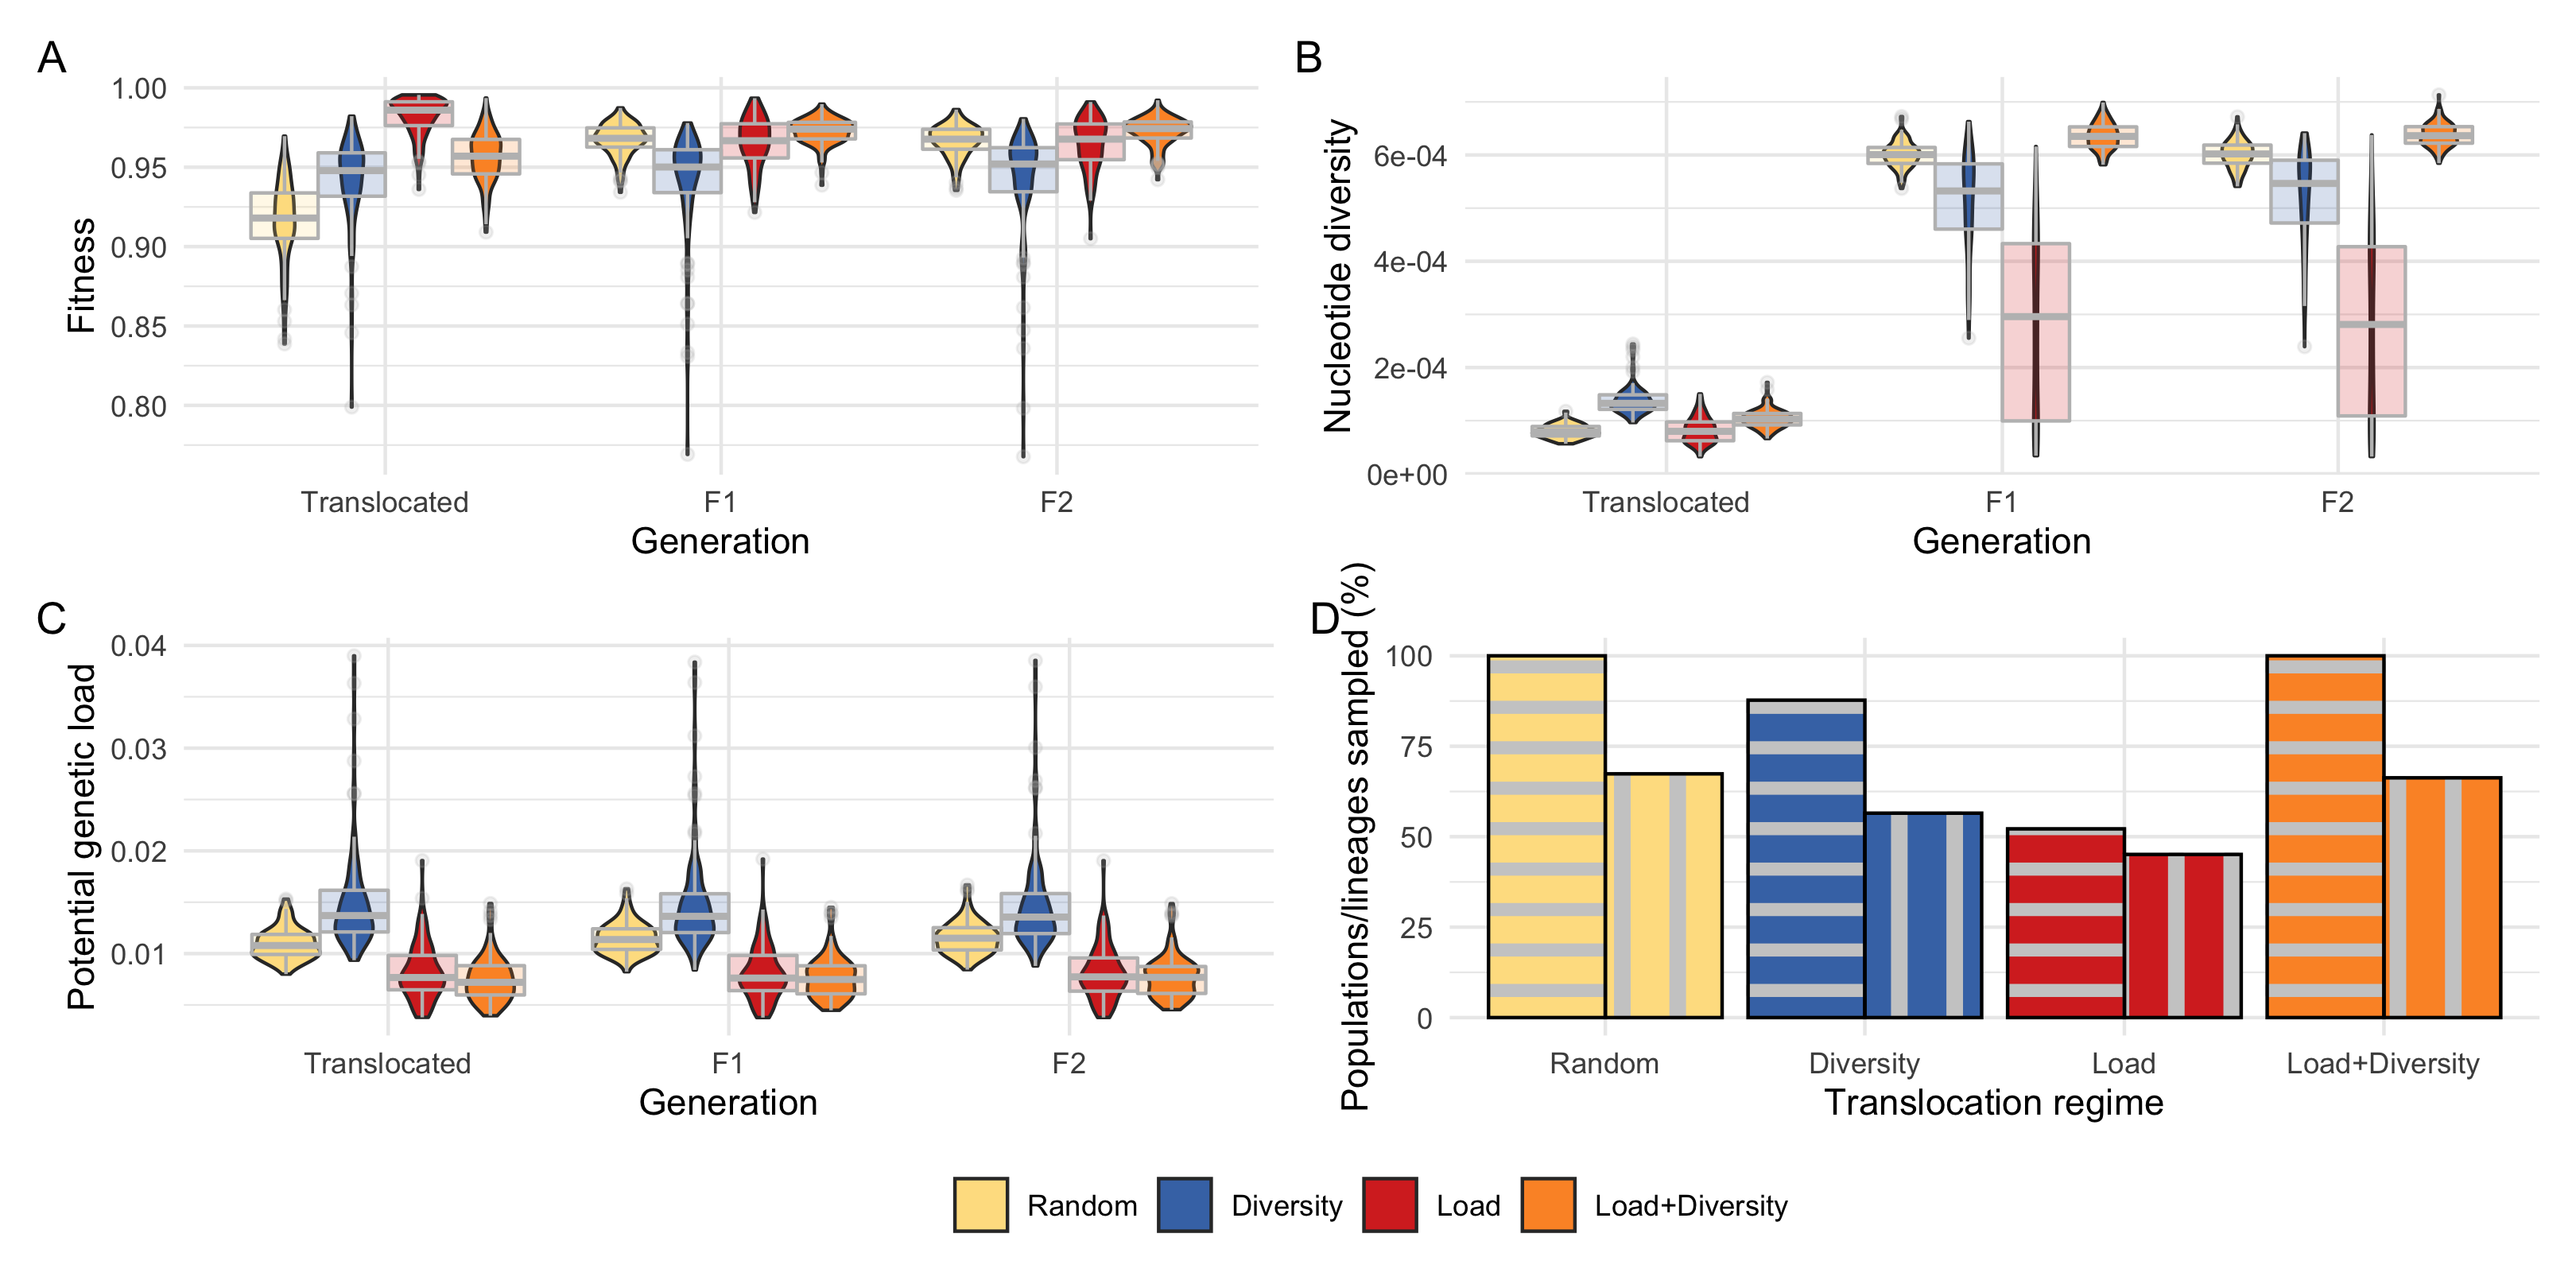 A
Fitness
1.00
0.95
0.90
0.85
0.80
Translocated F1 F2
Generation
B
Nucleotide diversity
6e-04
4e-04
2e-04
0e+00
Translocated F1 F2
Generation
C
Potential genetic load
0.04
0.03
0.02
0.01
Translocated F1 F2
Generation
D
Populations/lineages sampled (%)
100
75
50
25
0
Random Diversity Load Load+Diversity
Translocation regime
Random Diversity Load Load+Diversity